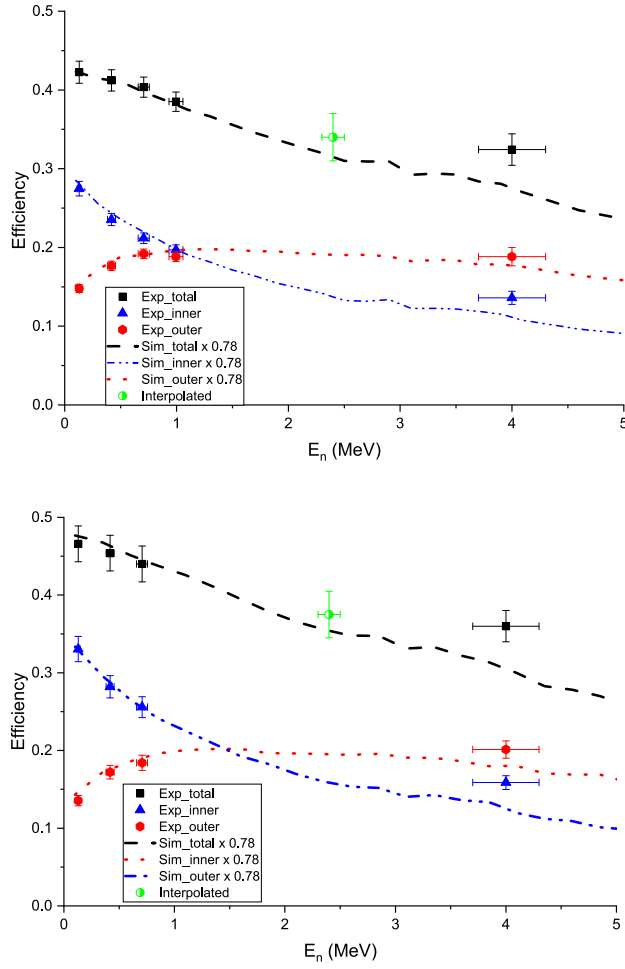 0.5
0.4
0.3
0.2
0.1
0.0
Efficiency
Exp_total
Exp_inner
Exp_outer
Sim_total x 0.78
Sim_inner x 0.78
Sim_outer x 0.78
Interpolated
0 1 2 3 4 5
E_n (MeV)
0.5
0.4
0.3
0.2
0.1
0.0
Efficiency
Exp_total
Exp_inner
Exp_outer
Sim_total x 0.78
Sim_inner x 0.78
Sim_outer x 0.78
Interpolated
0 1 2 3 4 5
E_n (MeV)